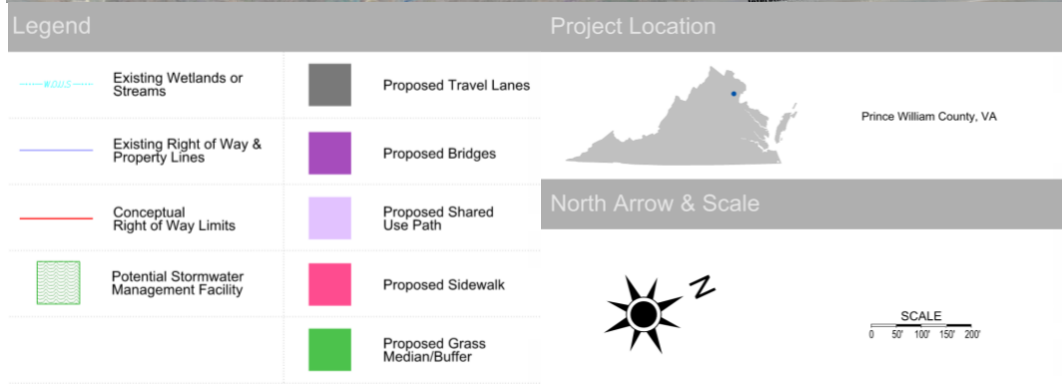 Legend
WOUS
Existing Wetlands or
Streams
Existing Right of Way &
Property Lines
Conceptual
Right of Way Limits
Potential Stormwater
Management Facility
Proposed Travel Lanes
Proposed Bridges
Proposed Shared
Use Path
Proposed Sidewalk
Proposed Grass
Median/Buffer
Project Location
Prince William County, VA
North Arrow & Scale
N
SCALE
0 50' 100' 150' 200'